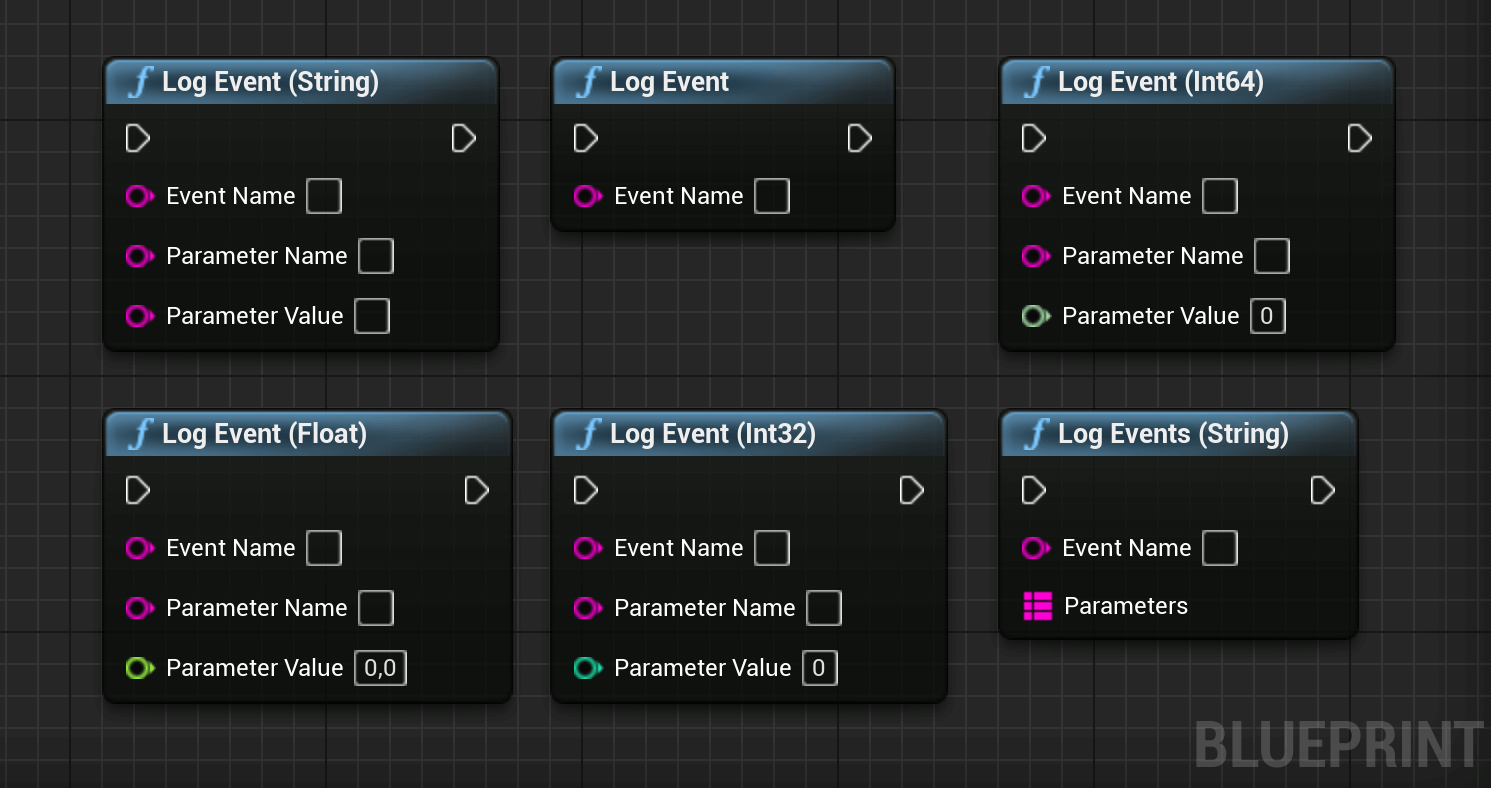 Log Event (String)
Event Name
Parameter Name
Parameter Value
Log Event
Event Name
Log Event (Int64)
Event Name
Parameter Name
Parameter Value 0
Log Event (Float)
Event Name
Parameter Name
Parameter Value 0,0
Log Event (Int32)
Event Name
Parameter Name
Parameter Value 0
Log Events (String)
Event Name
Parameters
BLUEPRINT